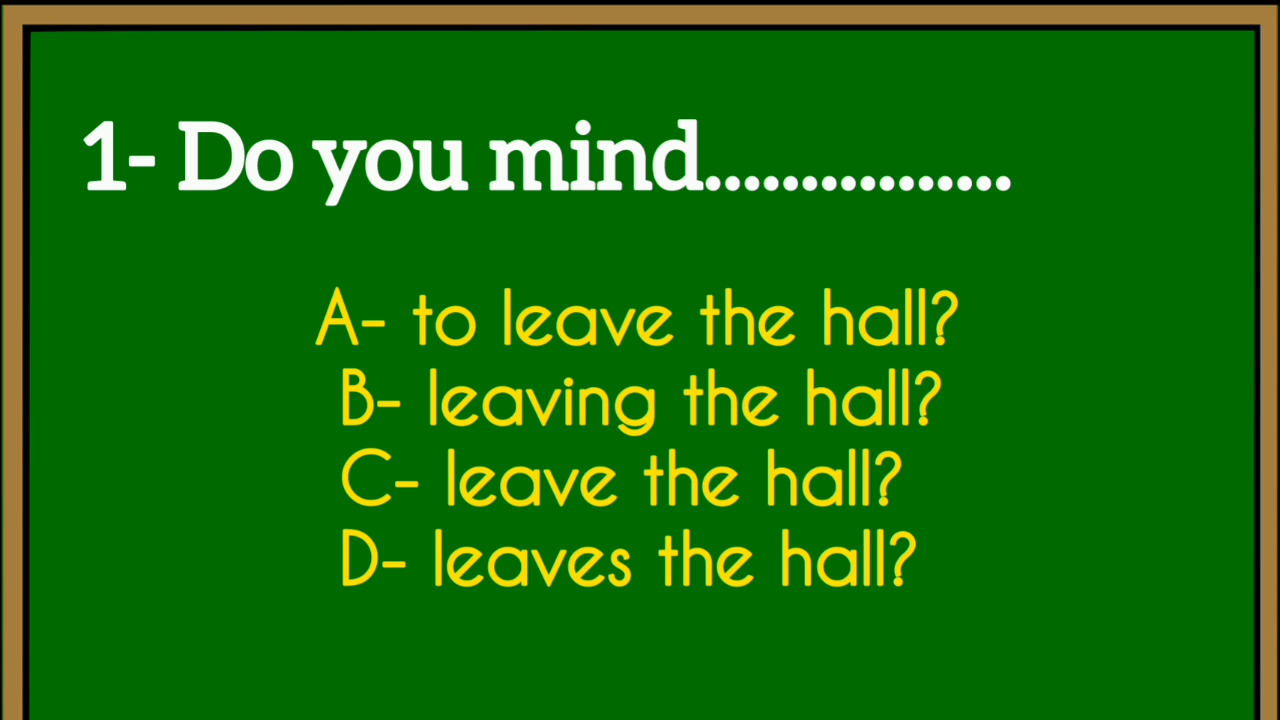 1- Do you mind...............
A- to leave the hall?
B- leaving the hall?
C- leave the hall?
D- leaves the hall?